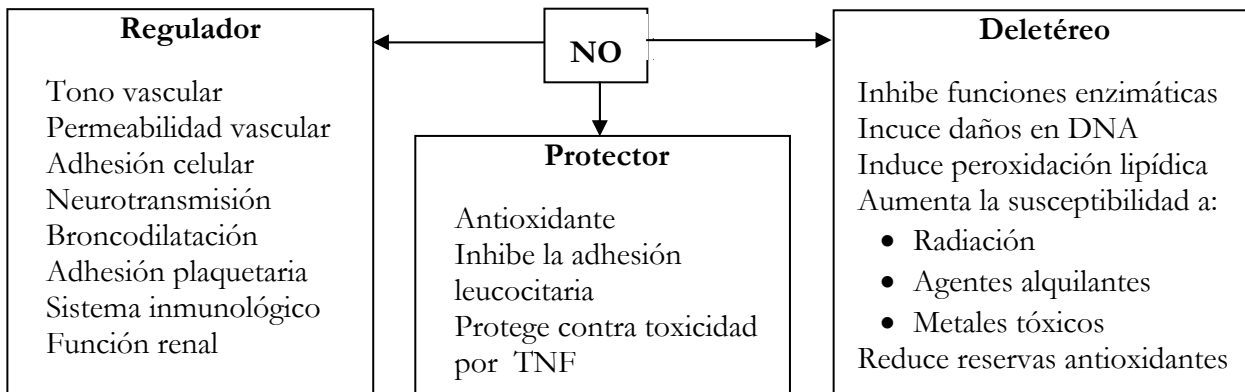 NO
Regulador
Tono vascular
Permeabilidad vascular
Adhesión celular
Neurotransmisión
Broncodilatación
Adhesión plaquetaria
Sistema inmunológico
Función renal
Protector
Antioxidante
Inhibe la adhesión
leucocitaria
Protege contra toxicidad
por TNF
Deletéreo
Inhibe funciones enzimáticas
Incuce daños en DNA
Induce peroxidación lipídica
Aumenta la susceptibilidad a:
• Radiación
• Agentes alquilantes
• Metales tóxicos
Reduce reservas antioxidantes